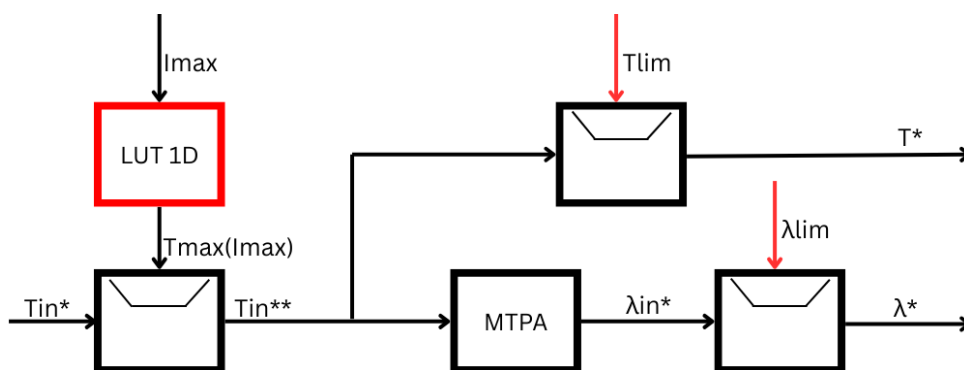 Imax
Tlim
LUT 1D
T*
Tmax(Imax)
λlim
Tin*
Tin**
MTPA
λin*
λ*